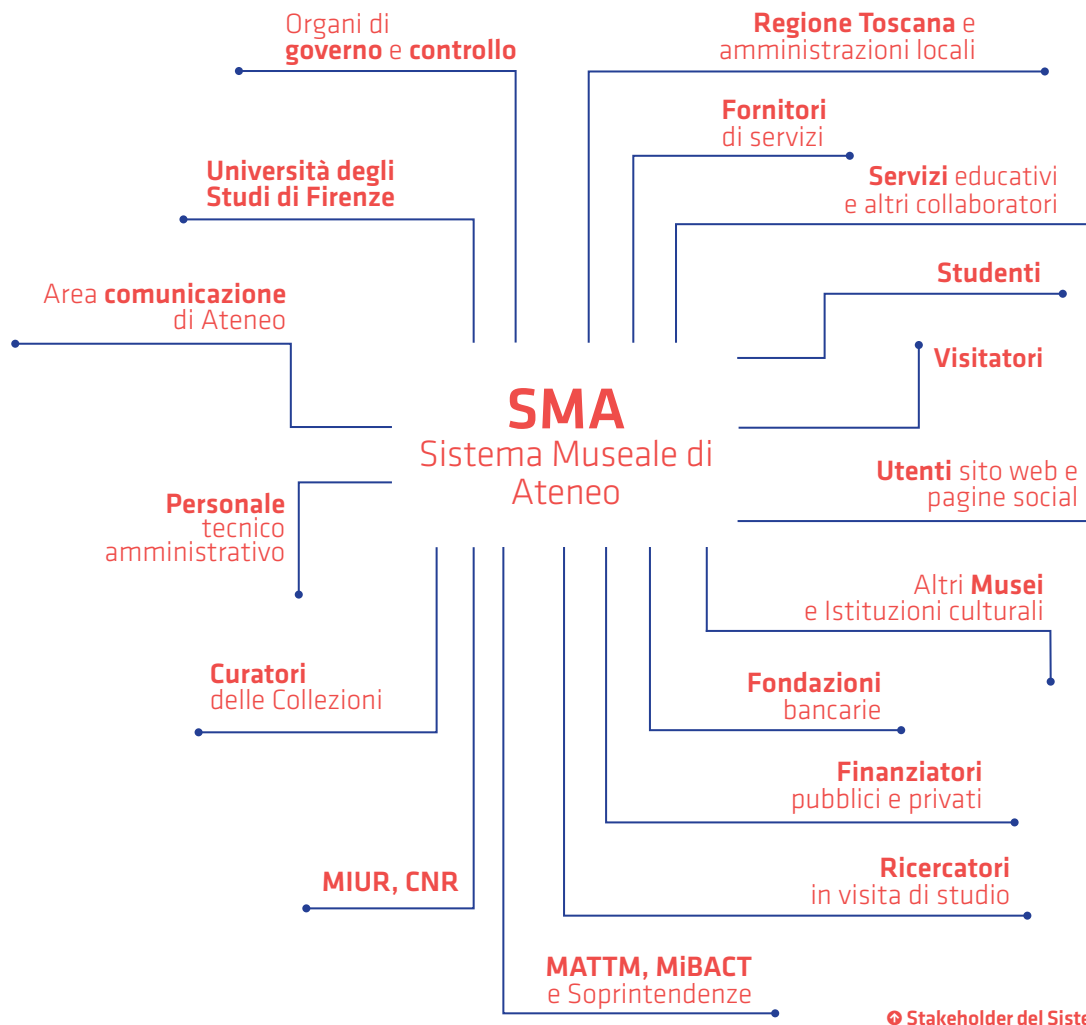 Organi di
governo e controllo
Regione Toscana e
amministrazioni locali
Fornitori
di servizi
Università degli
Studi di Firenze
Servizi educativi
e altri collaboratori
Area comunicazione
di Ateneo
Studenti
Visitatori
SMA
Sistema Museale di
Ateneo
Utenti sito web e
pagine social
Personale
tecnico
amministrativo
Altri Musei
e Istituzioni culturali
Curatori
delle Collezioni
Fondazioni
bancarie
Finanziatori
pubblici e privati
MIUR, CNR
Ricercatori
in visita di studio
MATTM, MiBACT
e Soprintendenze
Stakeholder del